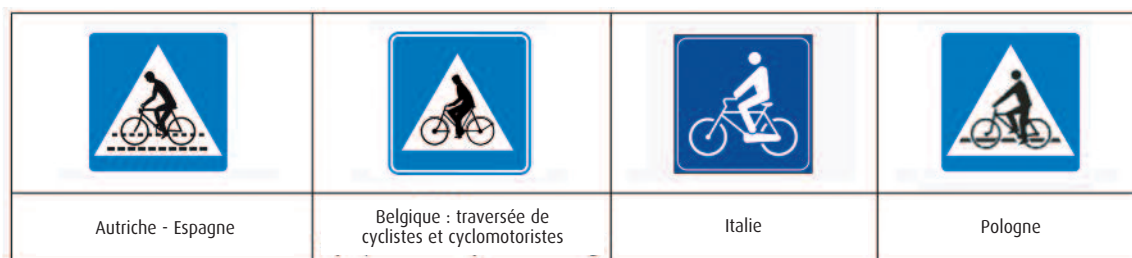 Autriche - Espagne
Belgique : traversée de
cyclistes et cyclomotoristes
Italie
Pologne